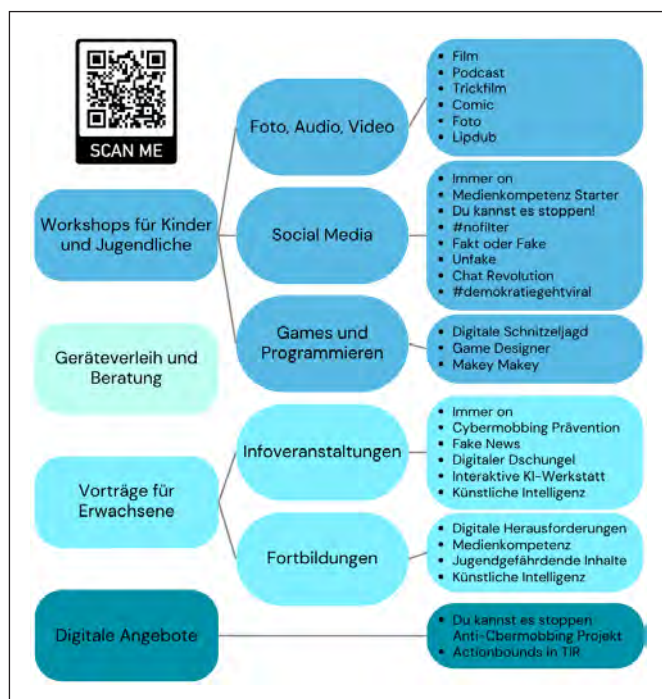 SCAN ME
Workshops für Kinder
und Jugendliche
Foto, Audio, Video
• Film
• Podcast
• Trickfilm
• Comic
• Foto
• Lipdub
Social Media
• Immer on
• Medienkompetenz Starter
• Du kannst es stoppen!
• #nofilter
• Fakt oder Fake
• Unfake
• Chat Revolution
• #demokratiegehtviral
Games und
Programmieren
• Digitale Schnitzeljagd
• Game Designer
• Makey Makey
Geräteverleih und
Beratung
Vorträge für
Erwachsene
Infoveranstaltungen
• Immer on
• Cybermobbing Prävention
• Fake News
• Digitaler Dschungel
• Interaktive KI-Werkstatt
• Künstliche Intelligenz
Fortbildungen
• Digitale Herausforderungen
• Medienkompetenz
• Jugendgefährdende Inhalte
• Künstliche Intelligenz
Digitale Angebote
• Du kannst es stoppen
Anti-Cbermobbing Projekt
• Actionbounds in TIR